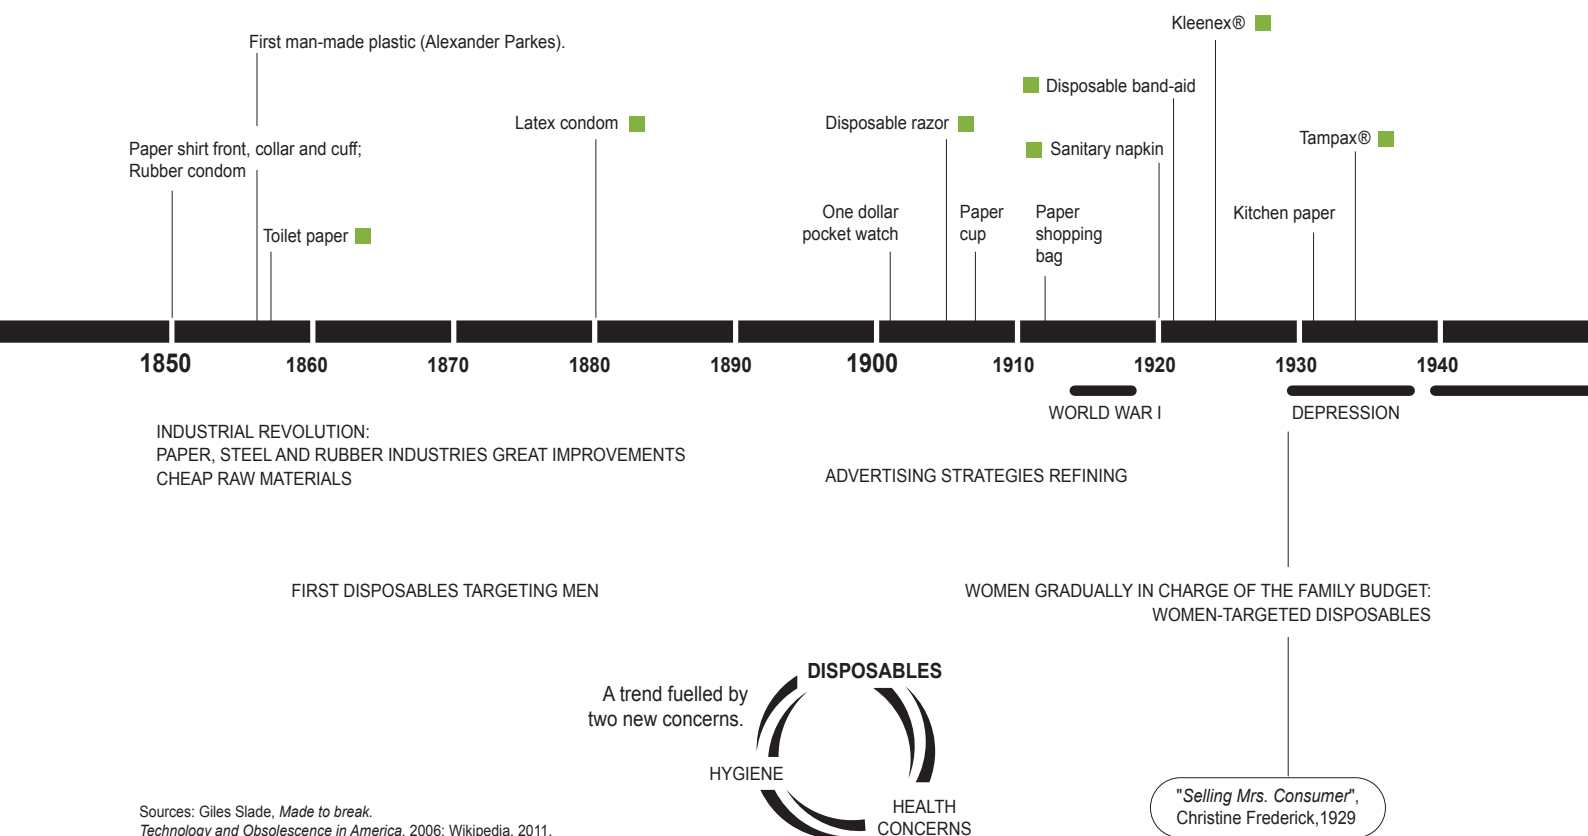 Kleenex®
First man-made plastic (Alexander Parkes).
Disposable band-aid
Latex condom
Disposable razor
Tampax®
Paper shirt front, collar and cuff;
Rubber condom
Sanitary napkin
Toilet paper
One dollar
pocket watch
Paper
cup
Paper
shopping
bag
Kitchen paper
1850
1860
1870
1880
1890
1900
1910
1920
1930
1940
WORLD WAR I
DEPRESSION
INDUSTRIAL REVOLUTION:
PAPER, STEEL AND RUBBER INDUSTRIES GREAT IMPROVEMENTS
CHEAP RAW MATERIALS
ADVERTISING STRATEGIES REFINING
FIRST DISPOSABLES TARGETING MEN
WOMEN GRADUALLY IN CHARGE OF THE FAMILY BUDGET:
WOMEN-TARGETED DISPOSABLES
DISPOSABLES
A trend fuelled by
two new concerns.
HYGIENE
HEALTH
CONCERNS
"Selling Mrs. Consumer",
Christine Frederick,1929
Sources: Giles Slade, Made to break.
Technology and Obsolescence in America, 2006; Wikipedia, 2011.